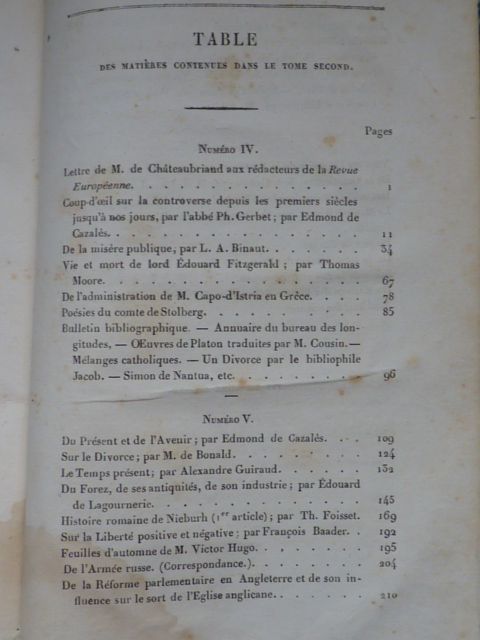 TABLE
DES MATIÈRES CONTENUES DANS LE TOME SECOND.
Pages
NUMÉRO IV.
Lettre de M. de Châteaubriand aux rédacteurs de la Revue
Européenne. . . . . . . . . . . . . 1
Coup-d'œil sur la controverse depuis les premiers siècles
jusqu'à nos jours, par l'abbé Ph. Gerbet; par Edmond de
Cazalès. . . . . . . . . . . . . . . 11
De la misère publique, par L. A. Binaut. . . . . . 34
Vie et mort de lord Édouard Fitzgerald; par Thomas
Moore. . . . . . . . . . . . . . . 67
De l'administration de M. Capo-d'Istria en Grèce. . . . 78
Poésies du comte de Stolberg. . . . . . . . . 85
Bulletin bibliographique. — Annuaire du bureau des lon-
gitudes, — OEuvres de Platon traduites par M. Cousin. —
Mélanges catholiques. — Un Divorce par le bibliophile
Jacob. — Simon de Nantua, etc. . . . . . . . . 96
NUMÉRO V.
Du Présent et de l'Avenir; par Edmond de Cazalès. . . . 109
Sur le Divorce; par M. de Bonald. . . . . . . . 124
Le Temps présent; par Alexandre Guiraud. . . . . . 132
Du Forez, de ses antiquités, de son industrie; par Édouard
de Lagournerie. . . . . . . . . . . . . 145
Histoire romaine de Nieburh (1er article); par Th. Foisset. 169
Sur la Liberté positive et négative; par François Baader. . 192
Feuilles d'automne de M. Victor Hugo. . . . . . . 195
De l'Armée russe. (Correspondance.). . . . . . . 204
De la Réforme parlementaire en Angleterre et de son in-
fluence sur le sort de l'Eglise anglicane. . . . . . . 210